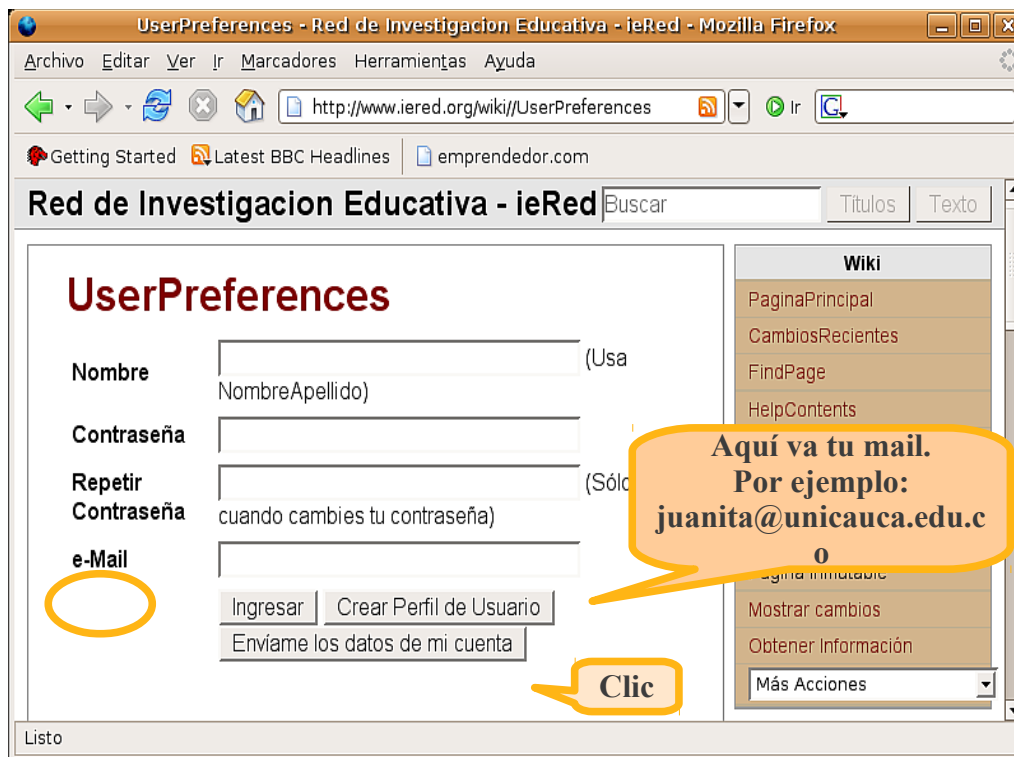 UserPreferences - Red de Investigacion Educativa - ieRed - Mozilla Firefox
Archivo Editar Ver Ir Marcadores Herramientas Ayuda
http://www.iered.org/wiki//UserPreferences Ir G
Getting Started Latest BBC Headlines emprendedor.com
Red de Investigacion Educativa - ieRed Buscar Títulos Texto
UserPreferences
Nombre (Usa
NombreApellido)
Contraseña
Repetir
Contraseña (Sólo
cuando cambies tu contraseña)
e-Mail
Ingresar Crear Perfil de Usuario
Envíame los datos de mi cuenta
Aquí va tu mail.
Por ejemplo:
juanita@unicauca.edu.c
o
Clic
Wiki
PaginaPrincipal
CambiosRecientes
FindPage
HelpContents
Página Inmutable
Mostrar cambios
Obtener Información
Más Acciones
Listo